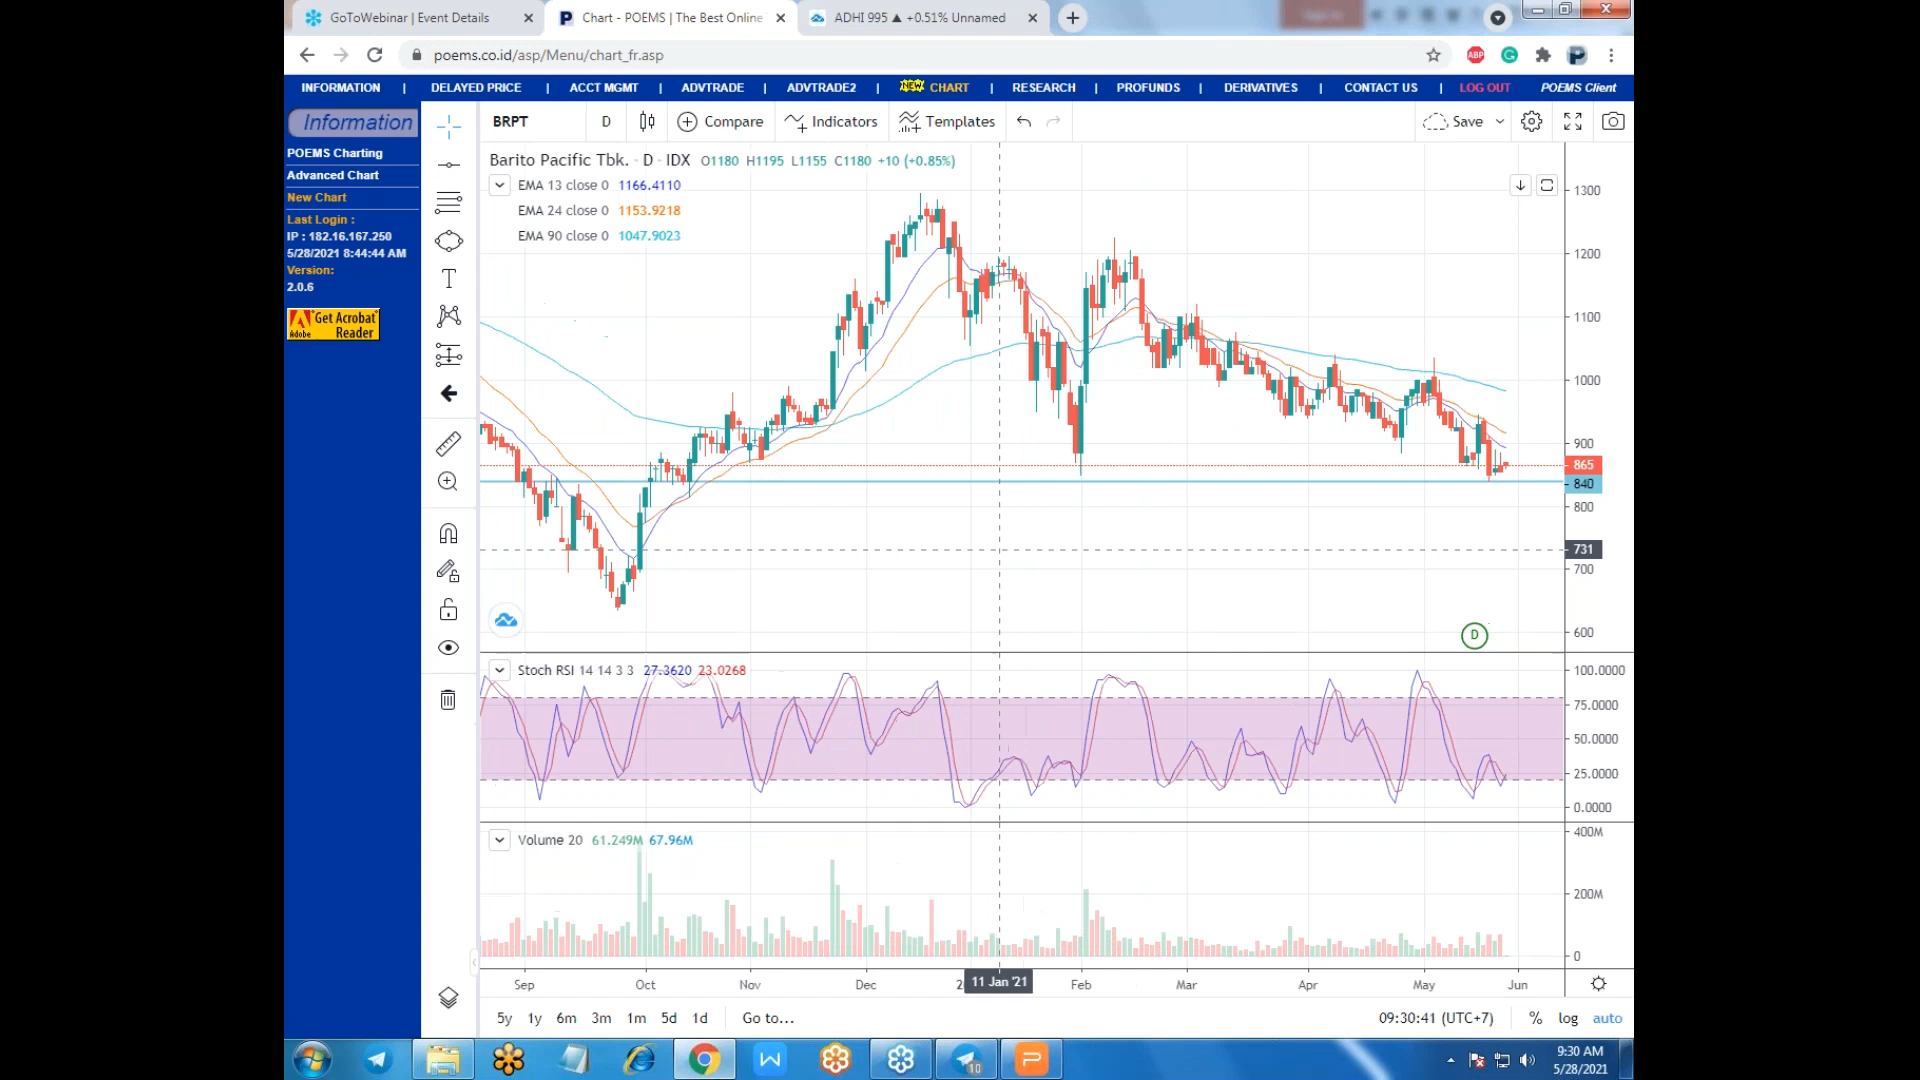 GoToWebinar | Event Details
Chart - POEMS | The Best Online
ADHI 995 ▲ +0.51% Unnamed
poems.co.id/asp/Menu/chart_fr.asp
ABP
INFORMATION | DELAYED PRICE | ACCT MGMT | ADVTRADE | ADVTRADE2 | NEW CHART | RESEARCH | PROFUNDS | DERIVATIVES | CONTACT US | LOG OUT POEMS Client
Information
POEMS Charting
Advanced Chart
New Chart
Last Login :
IP : 182.16.167.250
5/28/2021 8:44:44 AM
Version:
2.0.6
Get Acrobat
Adobe Reader
BRPT D Compare Indicators Templates Save
Barito Pacific Tbk. · D · IDX O1180 H1195 L1155 C1180 +10 (+0.85%)
EMA 13 close 0 1166.4110
EMA 24 close 0 1153.9218
EMA 90 close 0 1047.9023
1300
1200
1100
1000
900
865
840
800
731
700
600
D
Stoch RSI 14 14 3 3 27.3620 23.0268
100.0000
75.0000
50.0000
25.0000
0.0000
Volume 20 61.249M 67.96M
400M
200M
0
Sep Oct Nov Dec 2 11 Jan '21 Feb Mar Apr May Jun
5y 1y 6m 3m 1m 5d 1d Go to... 09:30:41 (UTC+7) % log auto
10
9:30 AM
5/28/2021